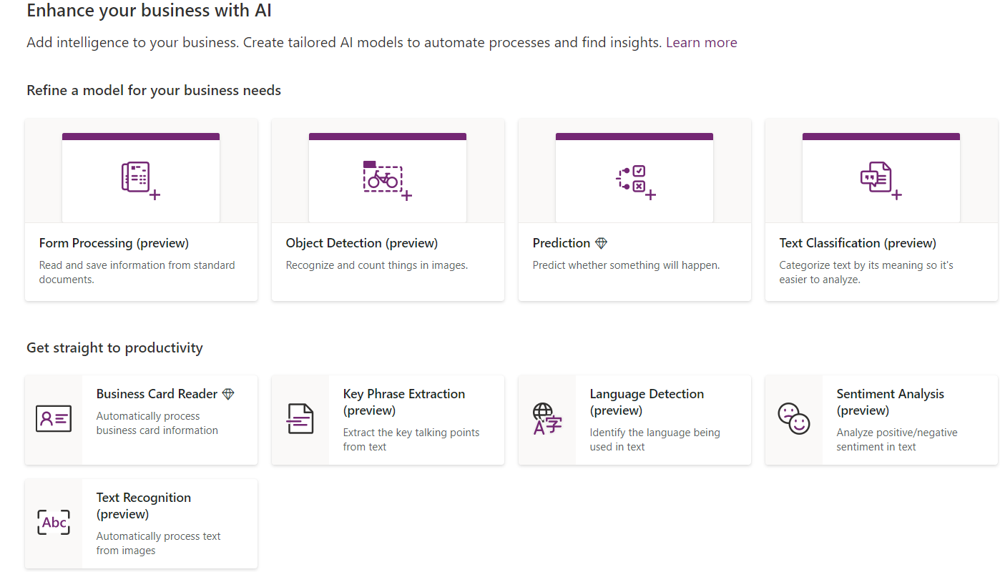 Enhance your business with AI
Add intelligence to your business. Create tailored AI models to automate processes and find insights. Learn more
Refine a model for your business needs
Form Processing (preview)
Read and save information from standard
documents.
Object Detection (preview)
Recognize and count things in images.
Prediction
Predict whether something will happen.
Text Classification (preview)
Categorize text by its meaning so it's
easier to analyze.
Get straight to productivity
Business Card Reader
Automatically process
business card information
Key Phrase Extraction
(preview)
Extract the key talking points
from text
A字
Language Detection
(preview)
Identify the language being
used in text
Sentiment Analysis
(preview)
Analyze positive/negative
sentiment in text
Abc
Text Recognition
(preview)
Automatically process text
from images